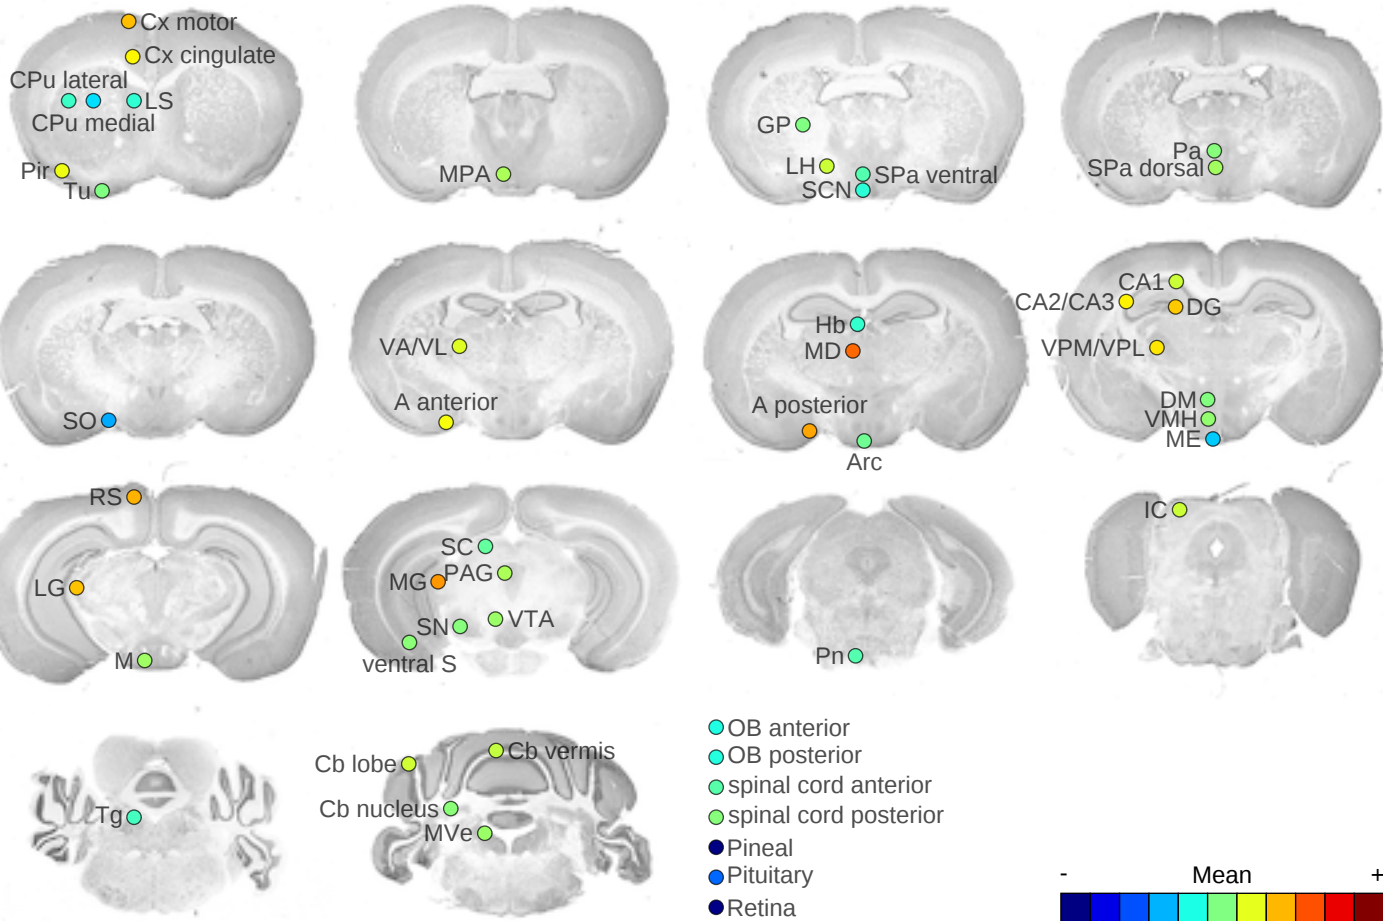 Cx motor
Cx cingulate
CPu lateral
LS
CPu medial
Pir
Tu
MPA
GP
LH
SPa ventral
SCN
Pa
SPa dorsal
SO
VA/VL
A anterior
Hb
MD
A posterior
Arc
CA1
CA2/CA3
DG
VPM/VPL
DM
VMH
ME
RS
LG
M
SC
MG
PAG
SN
VTA
ventral S
Pn
IC
Tg
Cb lobe
Cb vermis
Cb nucleus
MVe
OB anterior
OB posterior
spinal cord anterior
spinal cord posterior
Pineal
Pituitary
Retina
- Mean +